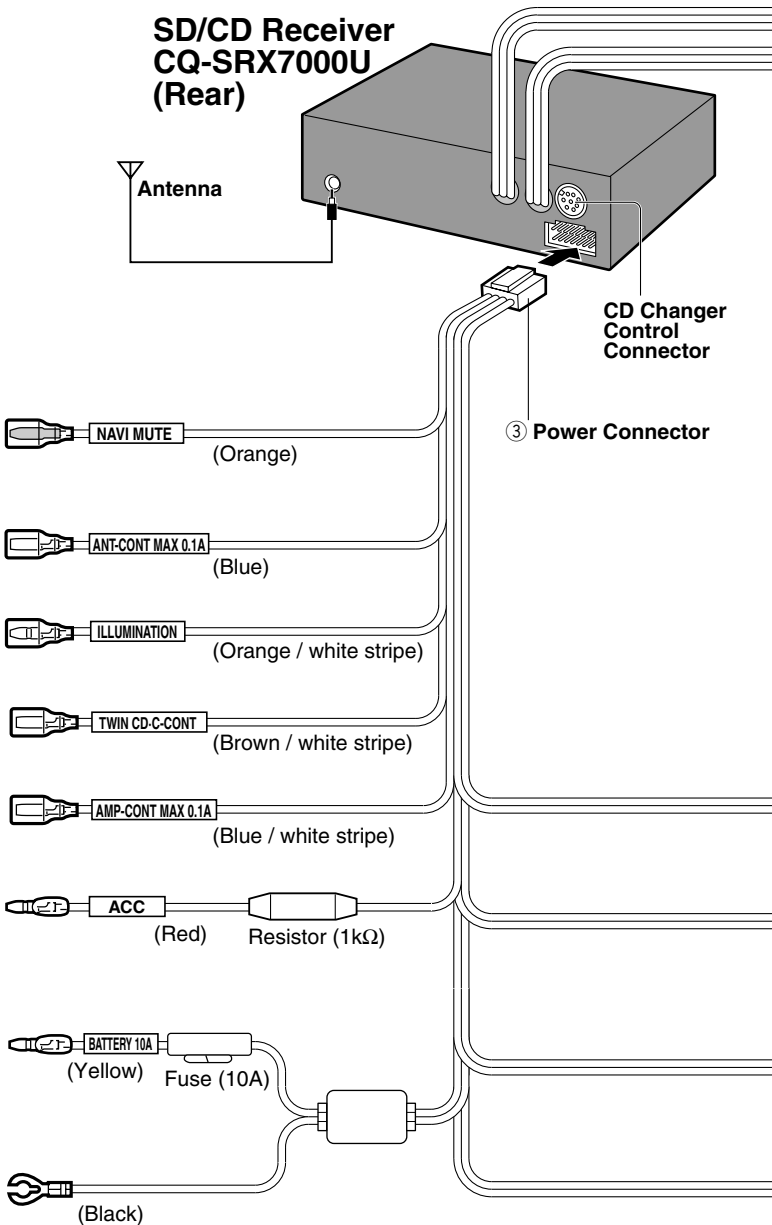 SD/CD Receiver
CQ-SRX7000U
(Rear)
Antenna
CD Changer
Control
Connector
③ Power Connector
NAVI MUTE
(Orange)
ANT-CONT MAX 0.1A
(Blue)
ILLUMINATION
(Orange / white stripe)
TWIN CD·C-CONT
(Brown / white stripe)
AMP-CONT MAX 0.1A
(Blue / white stripe)
ACC
(Red)
Resistor (1kΩ)
BATTERY 10A
(Yellow)
Fuse (10A)
(Black)